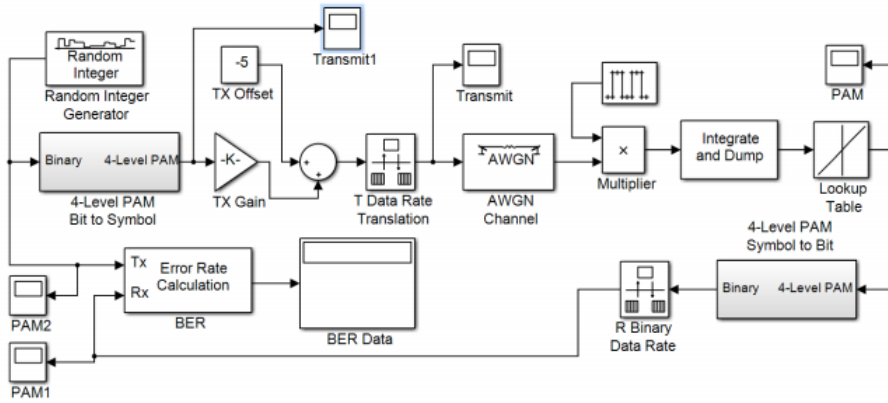 Random
Integer
Random Integer
Generator
-5
TX Offset
Transmit1
Transmit
PAM
Binary 4-Level PAM
4-Level PAM
Bit to Symbol
-K-
TX Gain
+
+
T Data Rate
Translation
AWGN
AWGN
Channel
×
Multiplier
Integrate
and Dump
Lookup
Table
4-Level PAM
Symbol to Bit
Binary 4-Level PAM
R Binary
Data Rate
Tx
Rx
Error Rate
Calculation
BER
BER Data
PAM2
PAM1